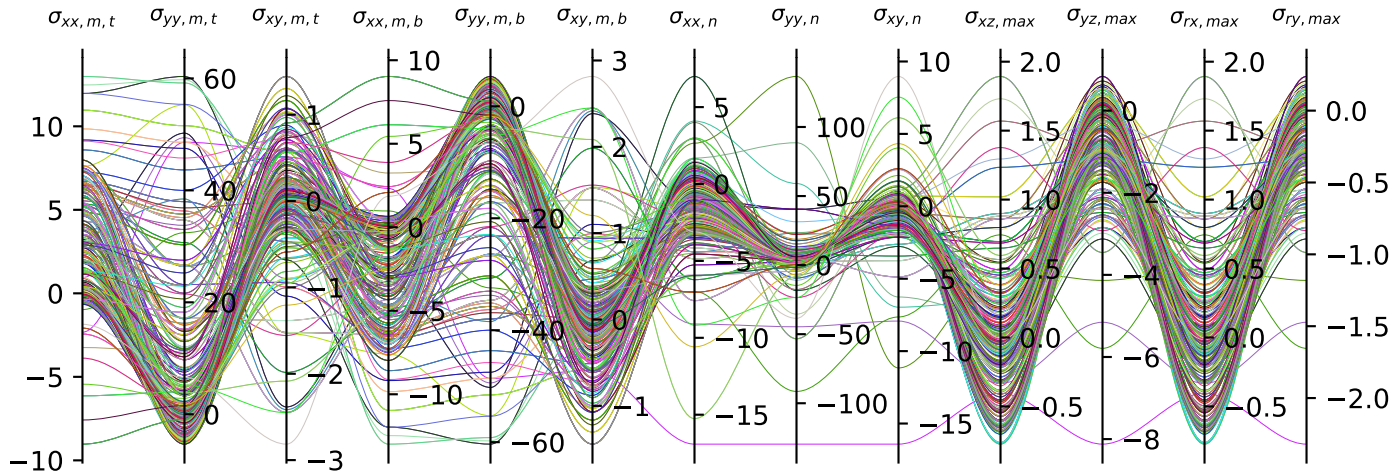 σxx, m, t σyy, m, t σxy, m, t σxx, m, b σyy, m, b σxy, m, b σxx, n σyy, n σxy, n σxz, max σyz, max σrx, max σry, max
10 5 0 −5 −10
60 40 20 0
1 0 −1 −2 −3
10 5 0 −5 −10
0 −20 −40 −60
3 2 1 0 −1
5 0 −5 −10 −15
100 50 0 −50 −100
10 5 0 −5 −10 −15
2.0 1.5 1.0 0.5 0.0 −0.5
0 −2 −4 −6 −8
2.0 1.5 1.0 0.5 0.0 −0.5
0.0 −0.5 −1.0 −1.5 −2.0